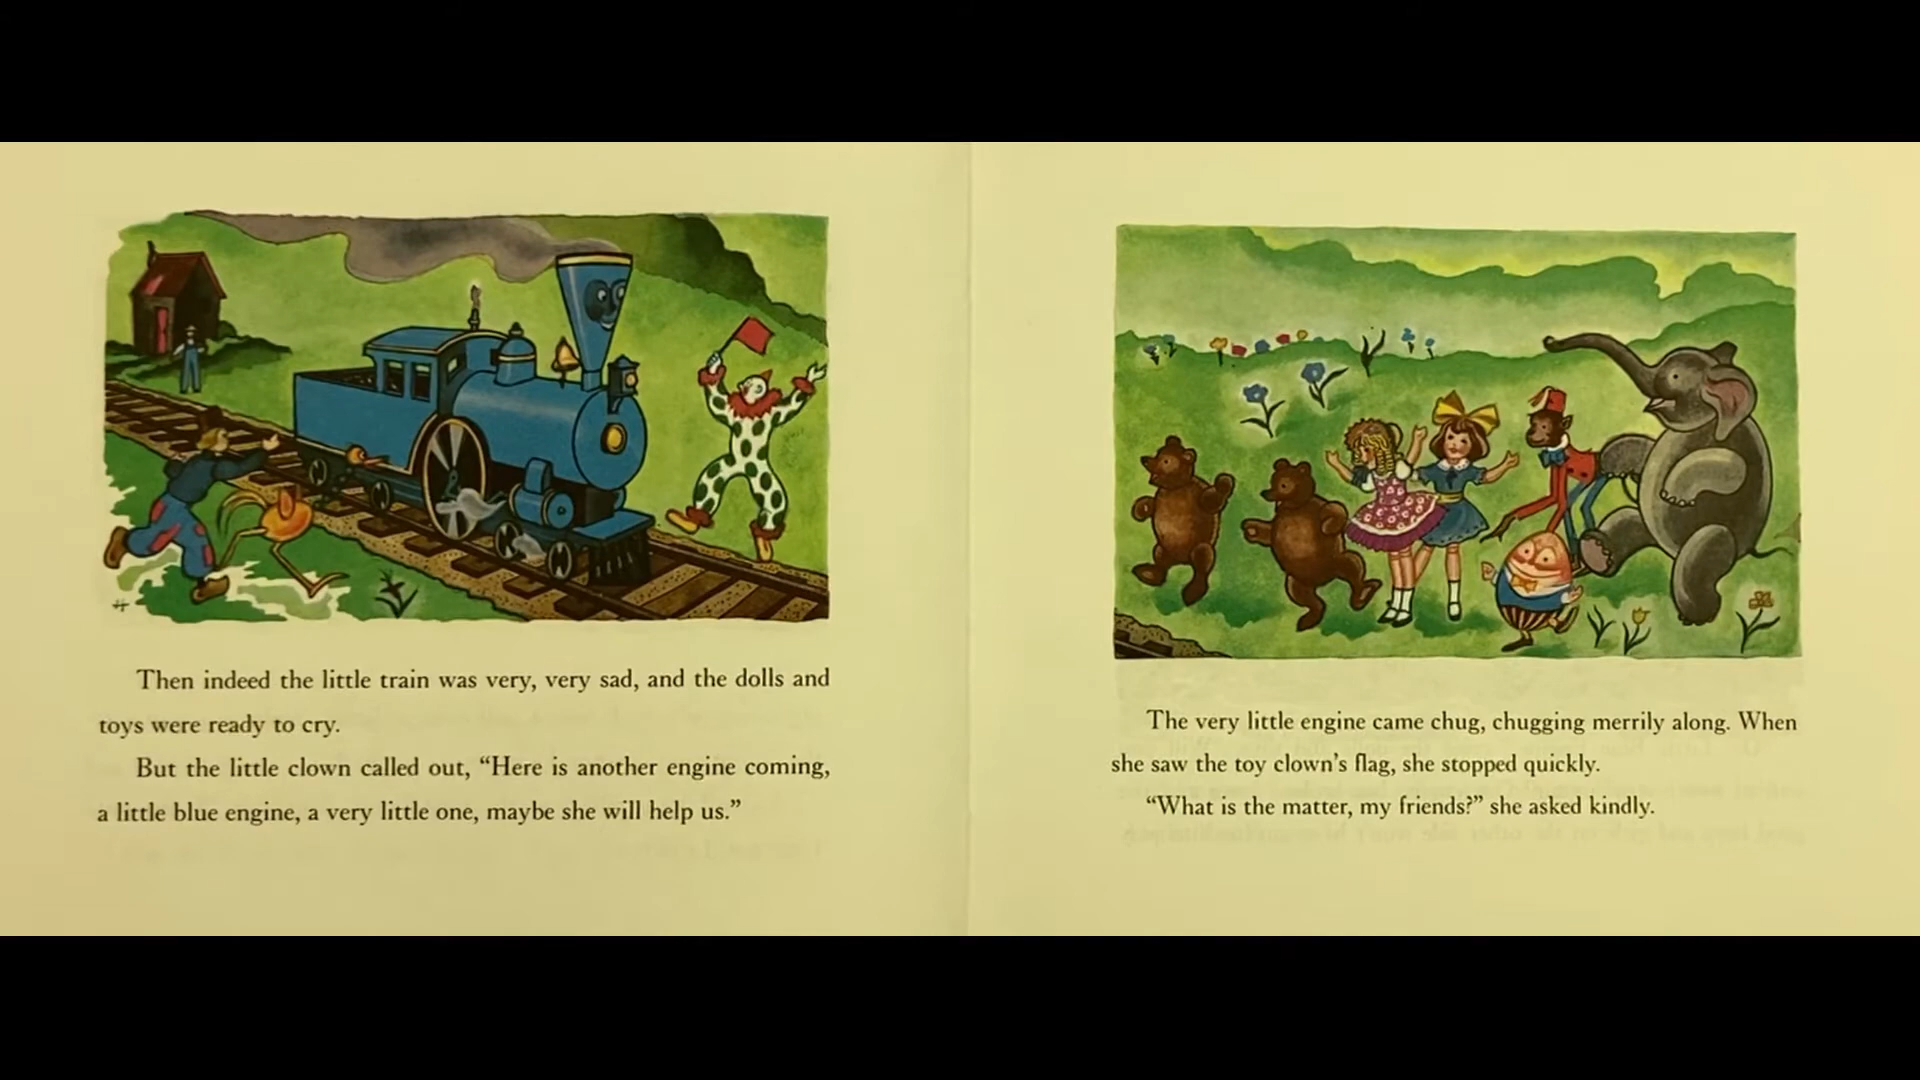 Then indeed the little train was very, very sad, and the dolls and
toys were ready to cry.
But the little clown called out, “Here is another engine coming,
a little blue engine, a very little one, maybe she will help us.”
The very little engine came chug, chugging merrily along. When
she saw the toy clown’s flag, she stopped quickly.
“What is the matter, my friends?” she asked kindly.